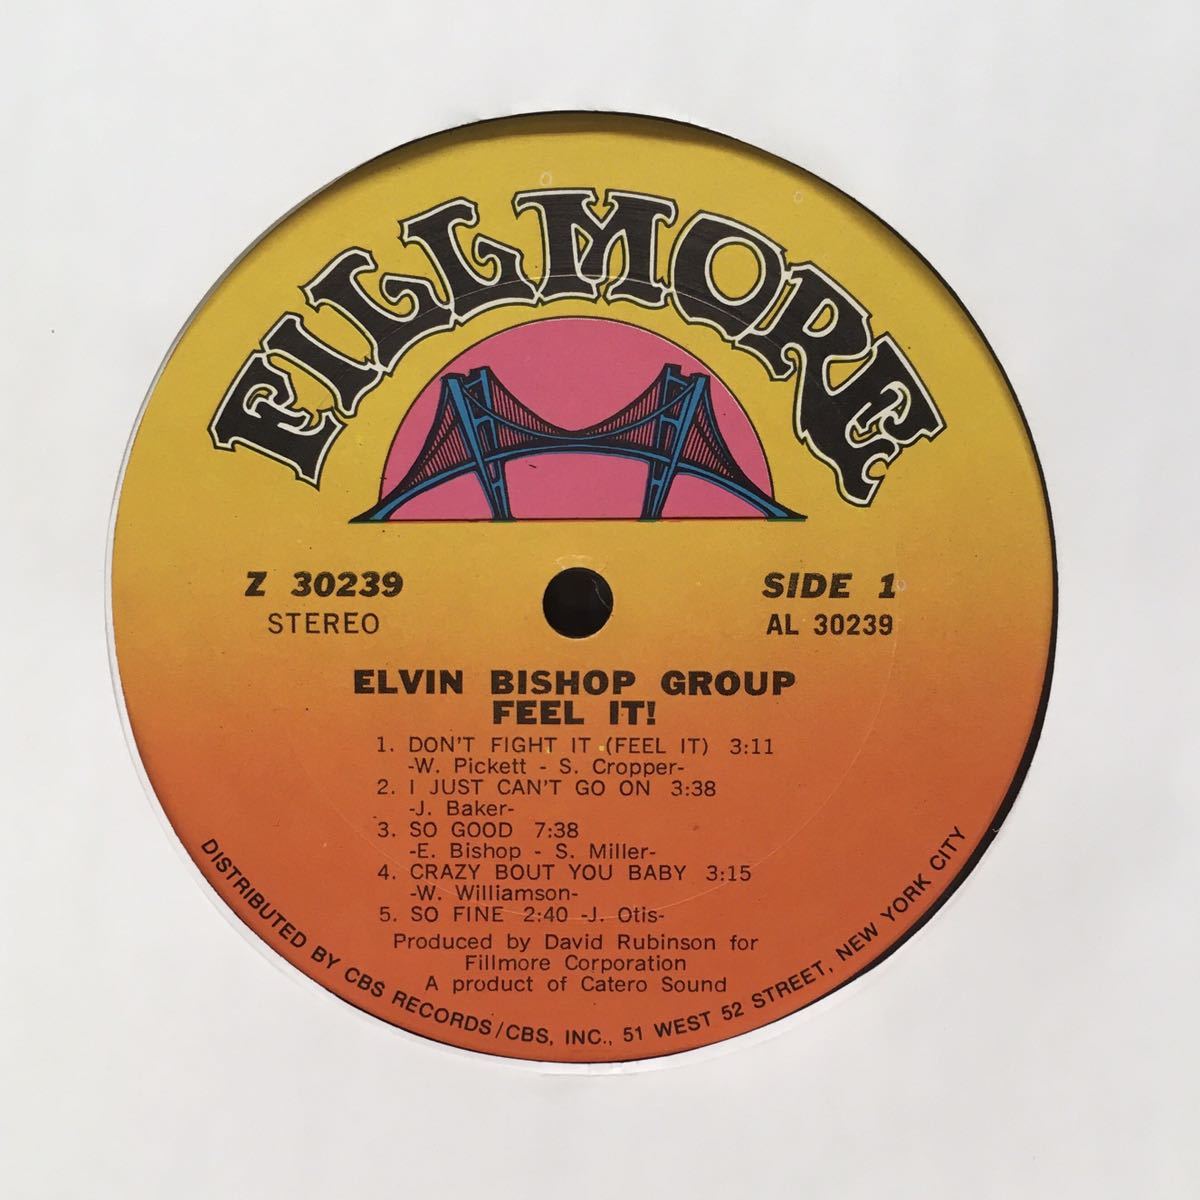 FILLMORE
Z 30239
STEREO
SIDE 1
AL 30239
ELVIN BISHOP GROUP
FEEL IT!
1. DON'T FIGHT IT (FEEL IT) 3:11
-W. Pickett - S. Cropper-
2. I JUST CAN'T GO ON 3:38
-J. Baker-
3. SO GOOD 7:38
-E. Bishop - S. Miller-
4. CRAZY BOUT YOU BABY 3:15
-W. Williamson-
5. SO FINE 2:40 -J. Otis-
Produced by David Rubinson for
Fillmore Corporation
A product of Catero Sound
DISTRIBUTED BY CBS RECORDS/CBS, INC., 51 WEST 52 STREET, NEW YORK CITY